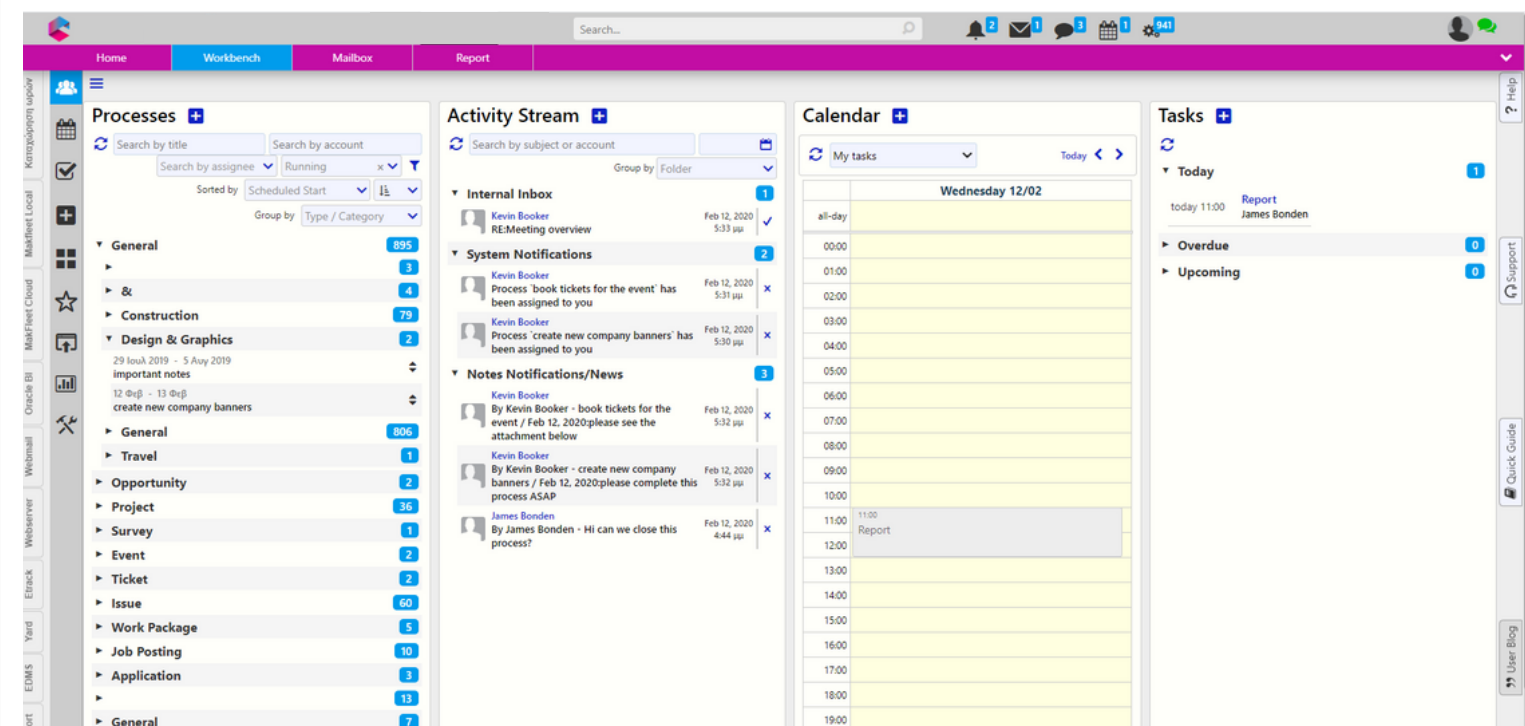 Search...
2
1
3
1
941
Home
Workbench
Mailbox
Report
Καταχώρηση ωρών
Makfleet Local
MakFleet Cloud
Oracle BI
Webmail
Webserver
Etrack
Yard
EDMS
Processes
Search by title
Search by account
Search by assignee
Running
Sorted by
Scheduled Start
Group by
Type / Category
General
895
3
&
4
Construction
79
Design & Graphics
2
29 Ιουλ 2019 - 5 Αυγ 2019
important notes
12 Φεβ - 13 Φεβ
create new company banners
General
806
Travel
1
Opportunity
2
Project
36
Survey
1
Event
2
Ticket
2
Issue
60
Work Package
5
Job Posting
10
Application
3
13
General
7
Activity Stream
Search by subject or account
Group by
Folder
Internal Inbox
1
Kevin Booker
RE:Meeting overview
Feb 12, 2020
5:33 μμ
System Notifications
2
Kevin Booker
Process `book tickets for the event` has
been assigned to you
Feb 12, 2020
5:31 μμ
Kevin Booker
Process `create new company banners` has
been assigned to you
Feb 12, 2020
5:30 μμ
Notes Notifications/News
3
Kevin Booker
By Kevin Booker - book tickets for the
event / Feb 12, 2020:please see the
attachment below
Feb 12, 2020
5:32 μμ
Kevin Booker
By Kevin Booker - create new company
banners / Feb 12, 2020:please complete this
process ASAP
Feb 12, 2020
5:32 μμ
James Bonden
By James Bonden - Hi can we close this
process?
Feb 12, 2020
4:44 μμ
Calendar
My tasks
Today
Wednesday 12/02
all-day
00:00
01:00
02:00
03:00
04:00
05:00
06:00
07:00
08:00
09:00
10:00
11:00
11:00
Report
12:00
13:00
14:00
15:00
16:00
17:00
18:00
19:00
Tasks
Today
1
today 11:00
Report
James Bonden
Overdue
0
Upcoming
0
? Help
Support
Quick Guide
User Blog